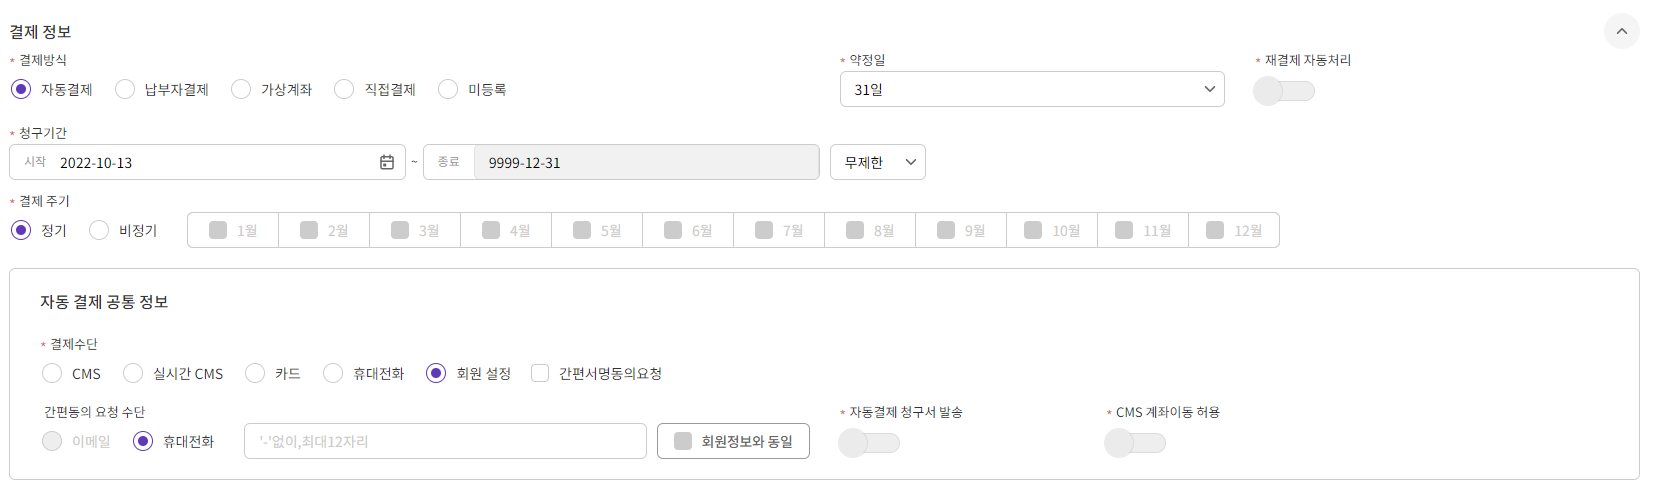 결제 정보
* 결제방식
자동결제 납부자결제 가상계좌 직접결제 미등록
* 약정일
31일
* 재결제 자동처리
* 청구기간
시작 2022-10-13 ~ 종료 9999-12-31 무제한
* 결제 주기
정기 비정기 1월 2월 3월 4월 5월 6월 7월 8월 9월 10월 11월 12월
자동 결제 공통 정보
* 결제수단
CMS 실시간 CMS 카드 휴대전화 회원 설정 간편서명동의요청
간편동의 요청 수단
이메일 휴대전화 '-'없이,최대12자리 회원정보와 동일
* 자동결제 청구서 발송
* CMS 계좌이동 허용